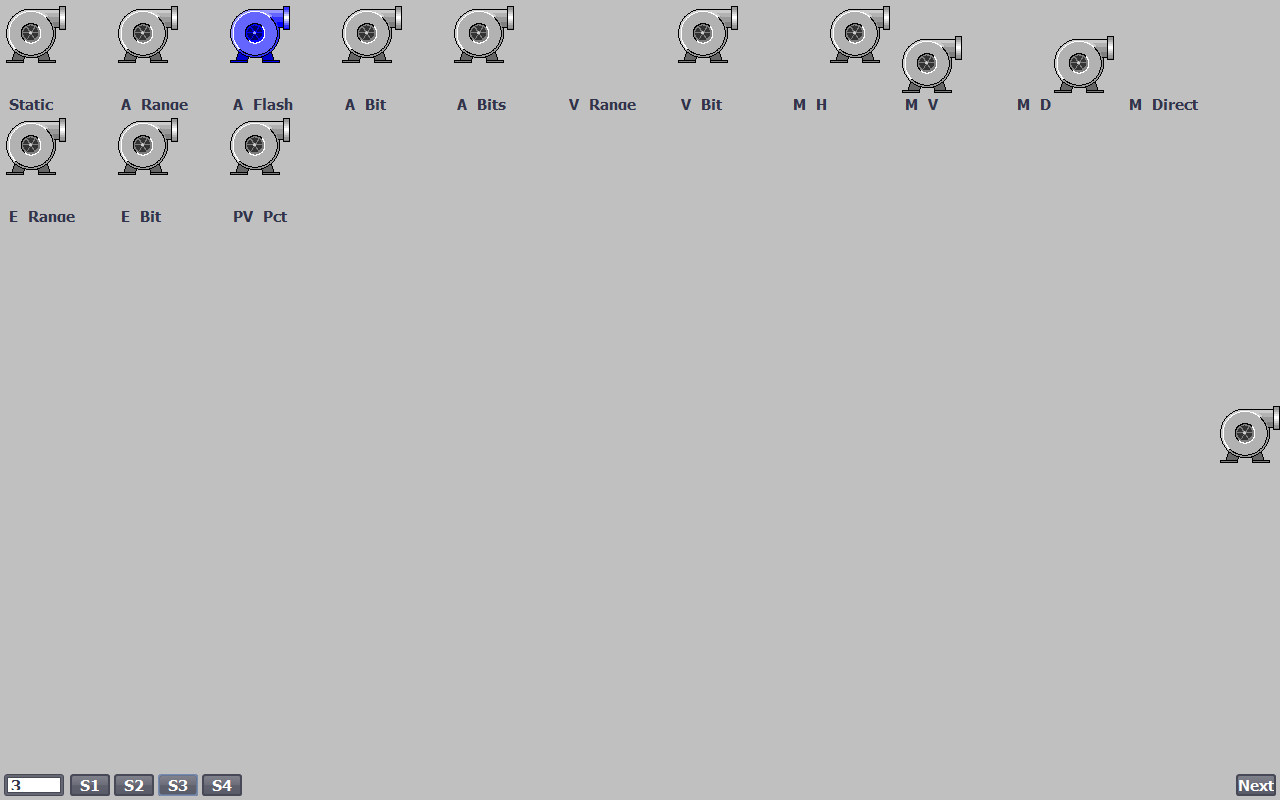 Static A Range A Flash A Bit A Bits V Range V Bit M H M V M D M Direct
E Range E Bit PV Pct
3 S1 S2 S3 S4 Next